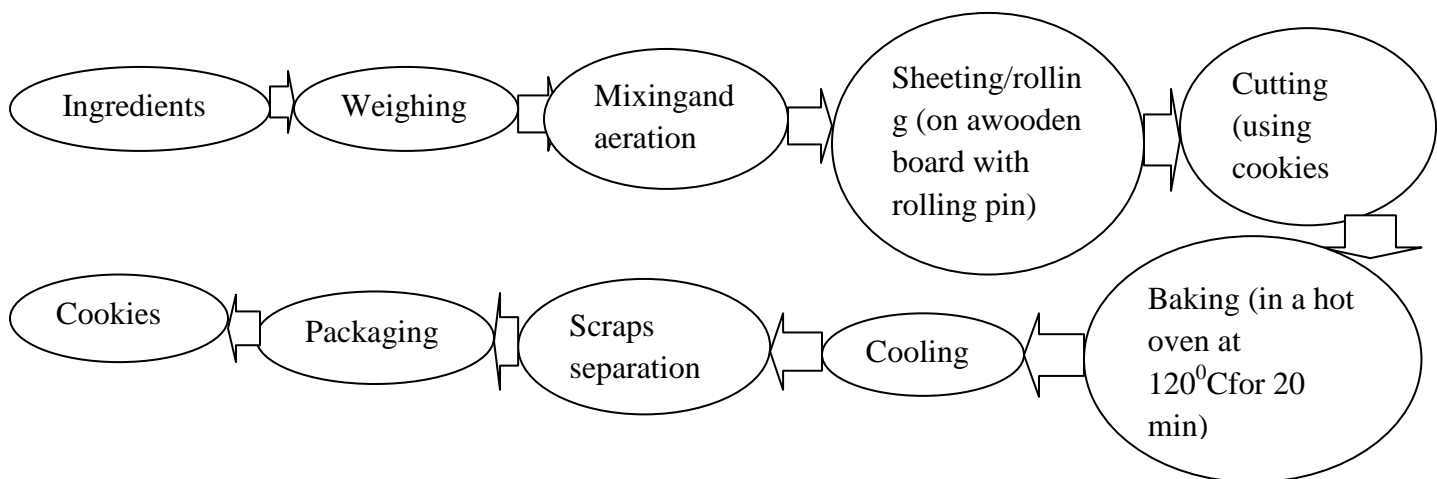 Ingredients
Weighing
Mixingand
aeration
Sheeting/rollin
g (on awooden
board with
rolling pin)
Cutting
(using
cookies
Baking (in a hot
oven at
120⁰Cfor 20
min)
Cooling
Scraps
separation
Packaging
Cookies